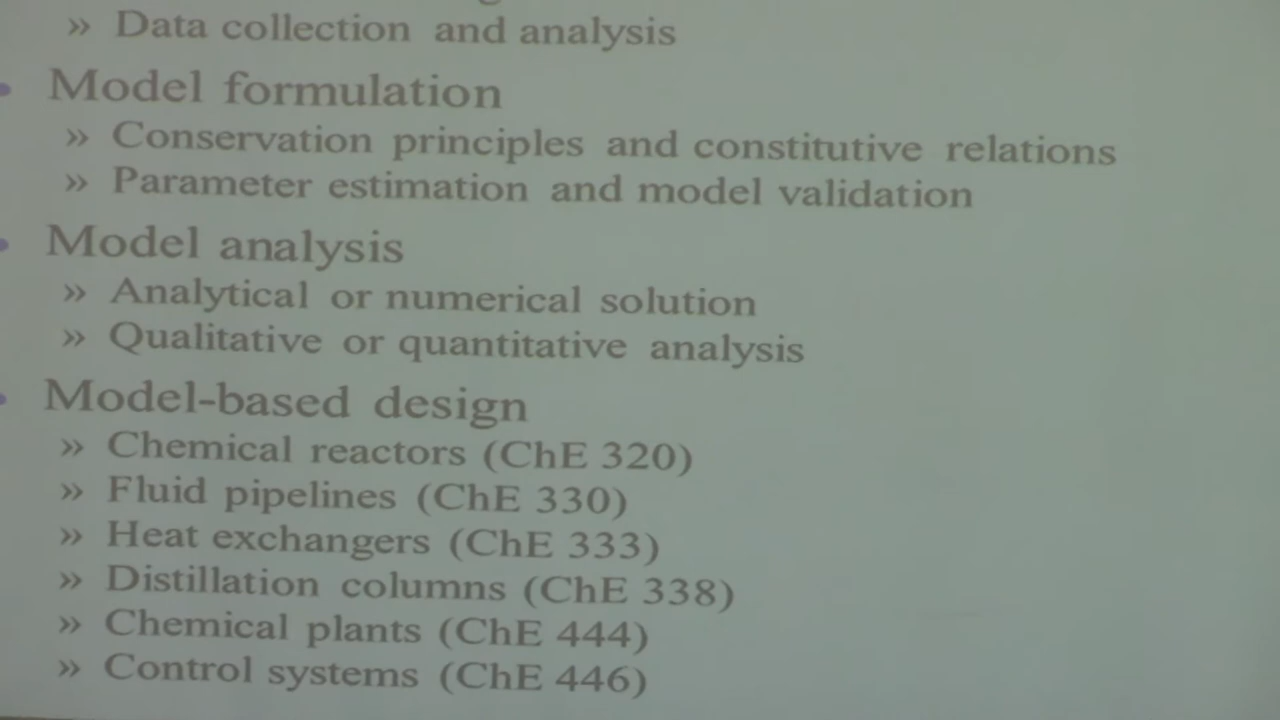 » Data collection and analysis
• Model formulation
» Conservation principles and constitutive relations
» Parameter estimation and model validation
• Model analysis
» Analytical or numerical solution
» Qualitative or quantitative analysis
• Model-based design
» Chemical reactors (ChE 320)
» Fluid pipelines (ChE 330)
» Heat exchangers (ChE 333)
» Distillation columns (ChE 338)
» Chemical plants (ChE 444)
» Control systems (ChE 446)